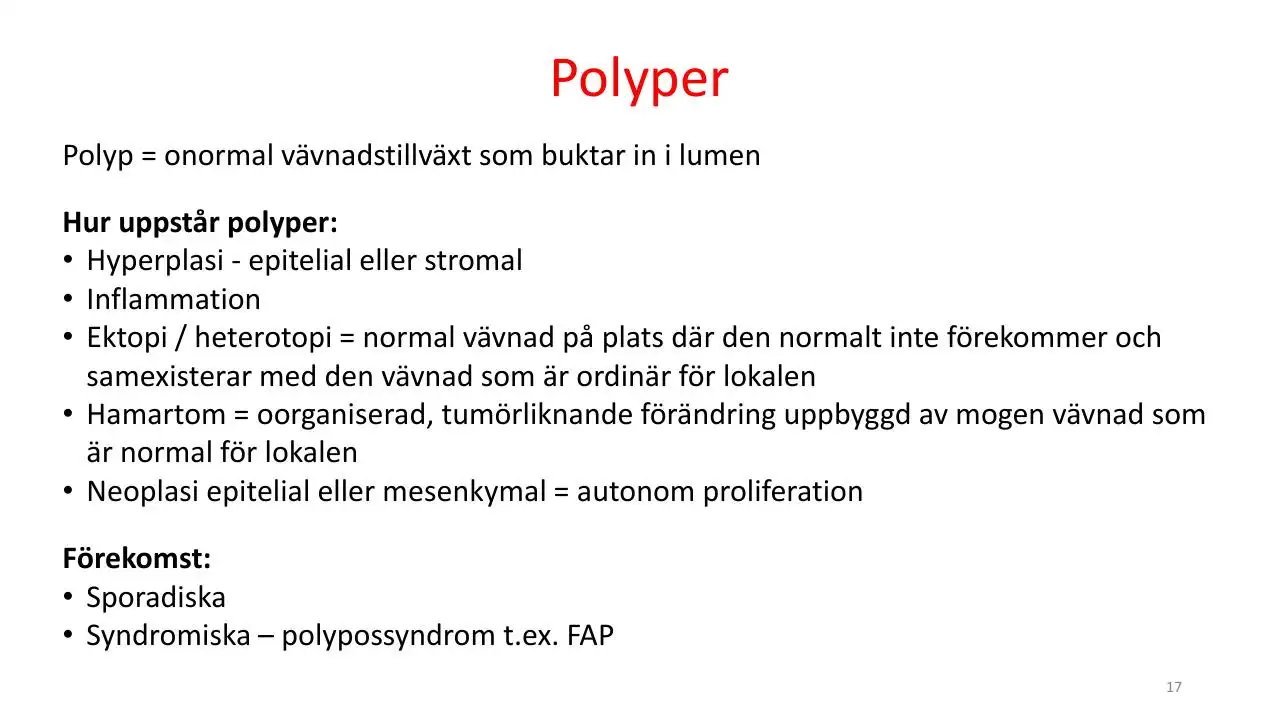 Polyper
Polyp = onormal vävnadstillväxt som buktar in i lumen
Hur uppstår polyper:
• Hyperplasi - epitelial eller stromal
• Inflammation
• Ektopi / heterotopi = normal vävnad på plats där den normalt inte förekommer och
samexisterar med den vävnad som är ordinär för lokalen
• Hamartom = oorganiserad, tumörliknande förändring uppbyggd av mogen vävnad som
är normal för lokalen
• Neoplasi epitelial eller mesenkymal = autonom proliferation
Förekomst:
• Sporadiska
• Syndromiska – polypossyndrom t.ex. FAP
17